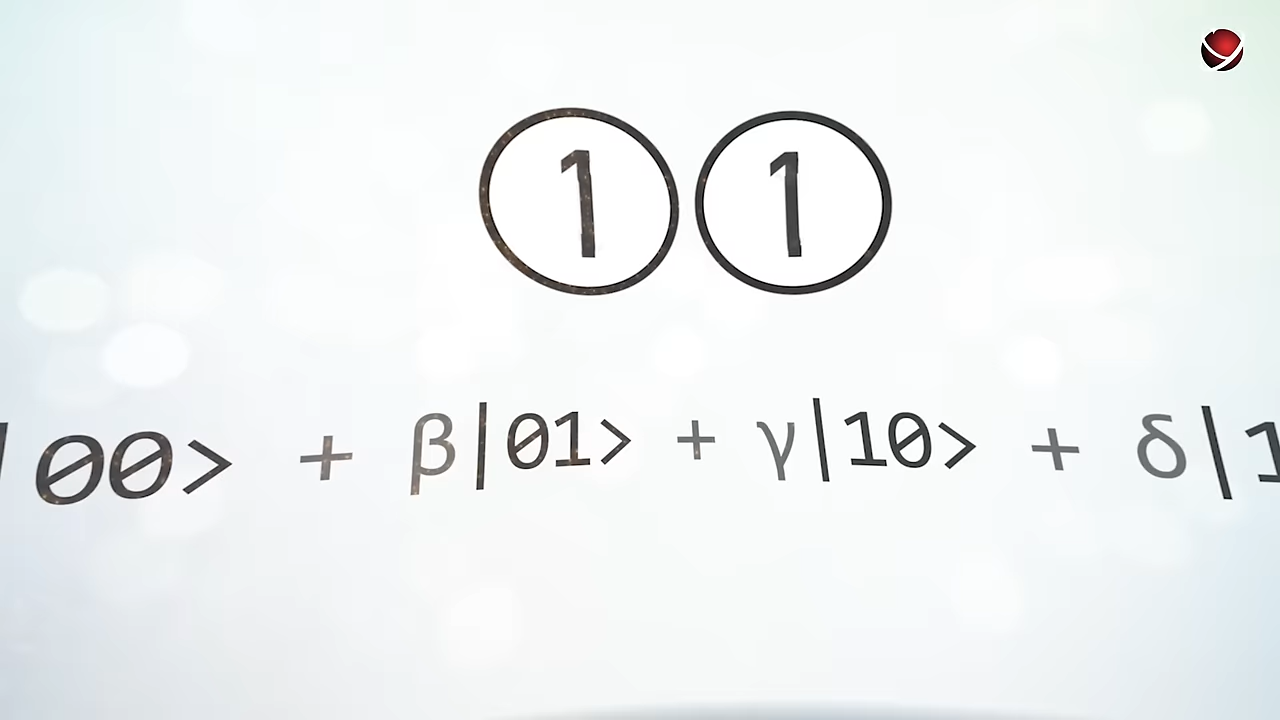 1 1
|00> + β|01> + γ|10> + δ|1